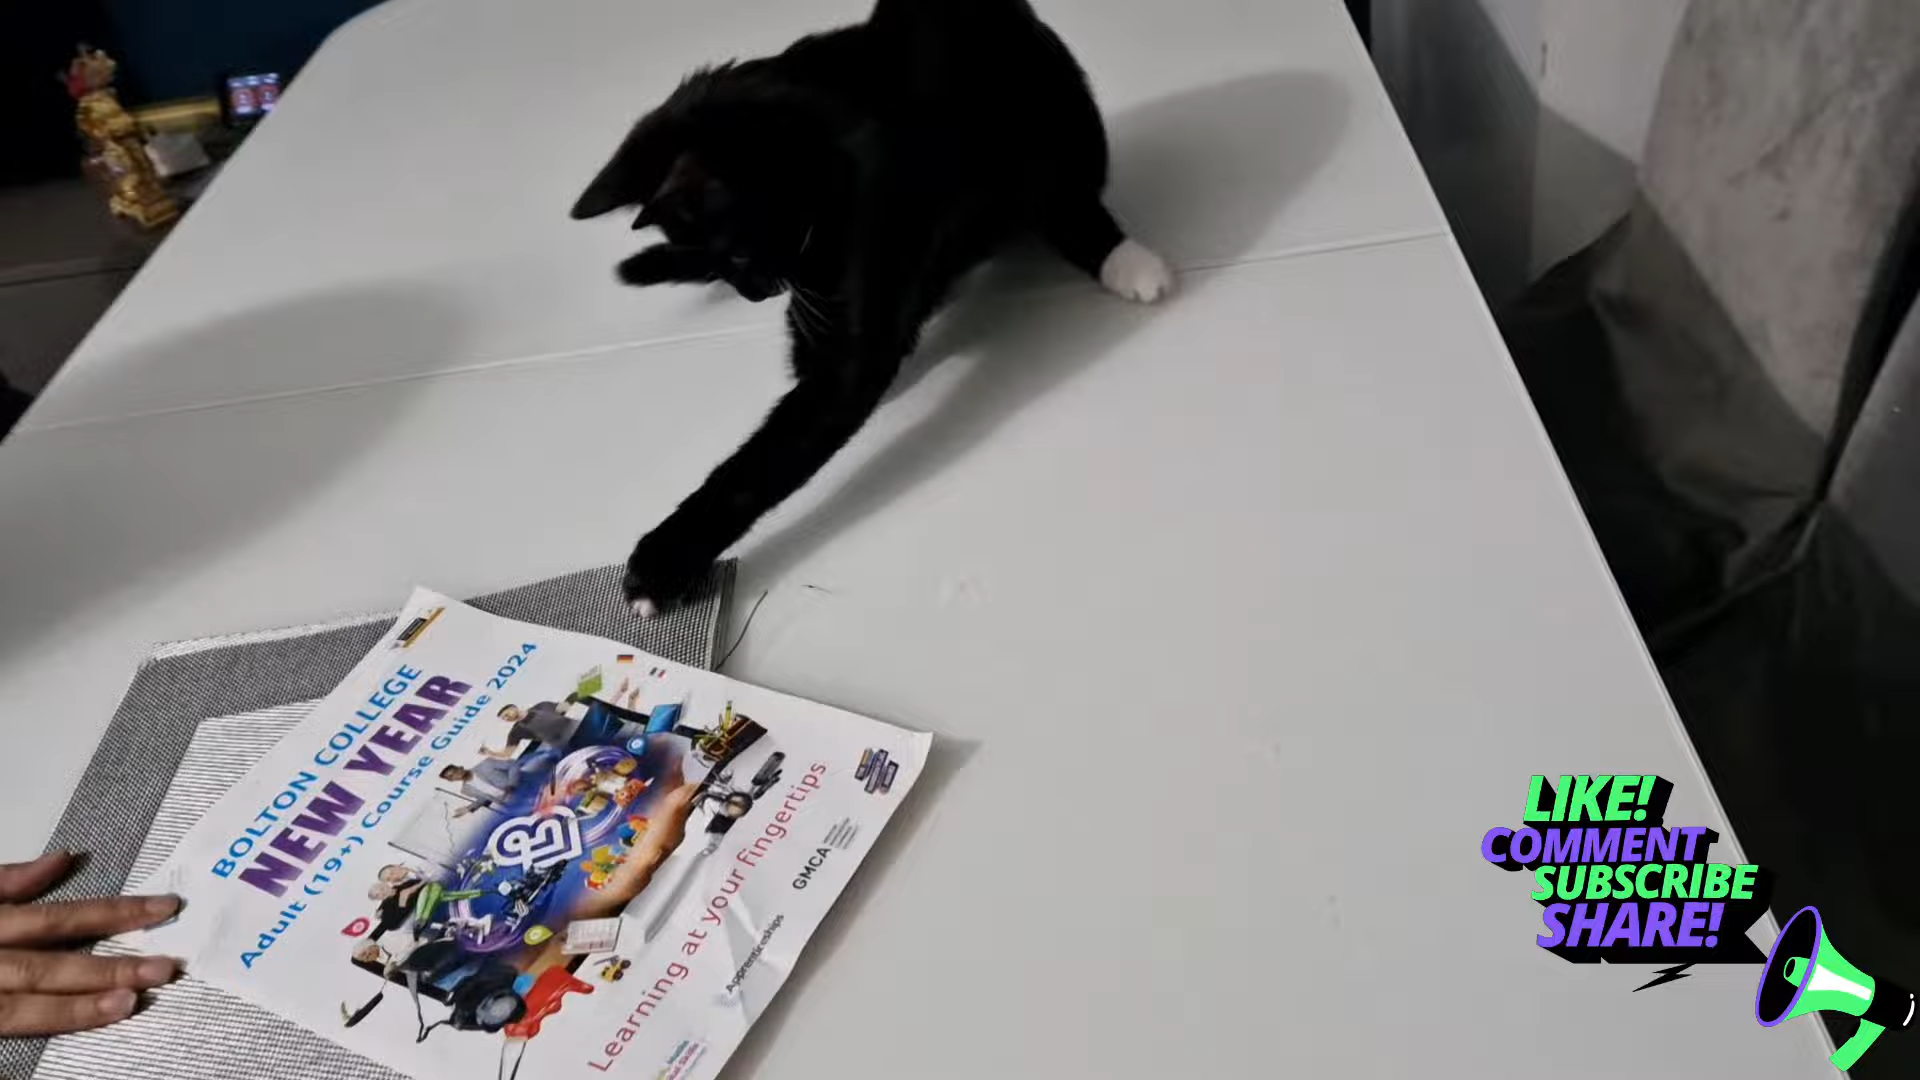 BOLTON COLLEGE
NEW YEAR
Adult (19+) Course Guide 2024
Learning at your fingertips
GMCA
Apprenticeships
LIKE!
COMMENT
SUBSCRIBE
SHARE!